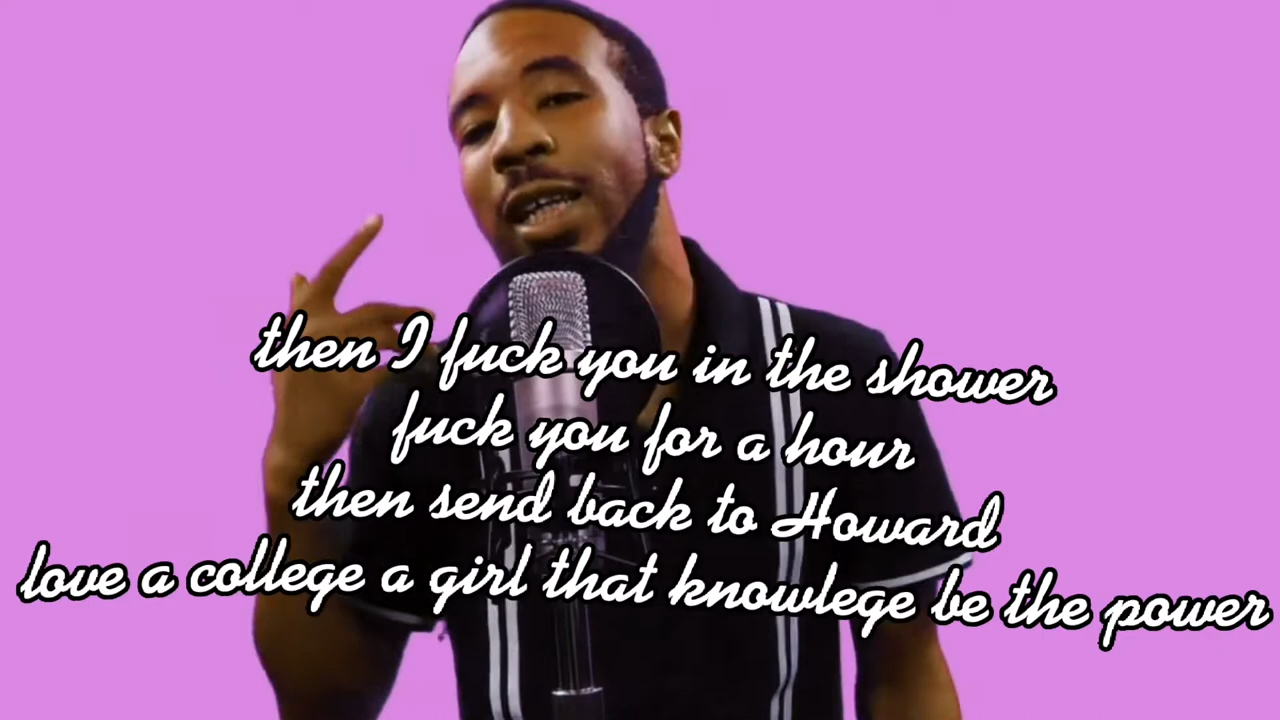 then I fuck you in the shower
fuck you for a hour
then send back to Howard
love a college a girl that knowlege be the power